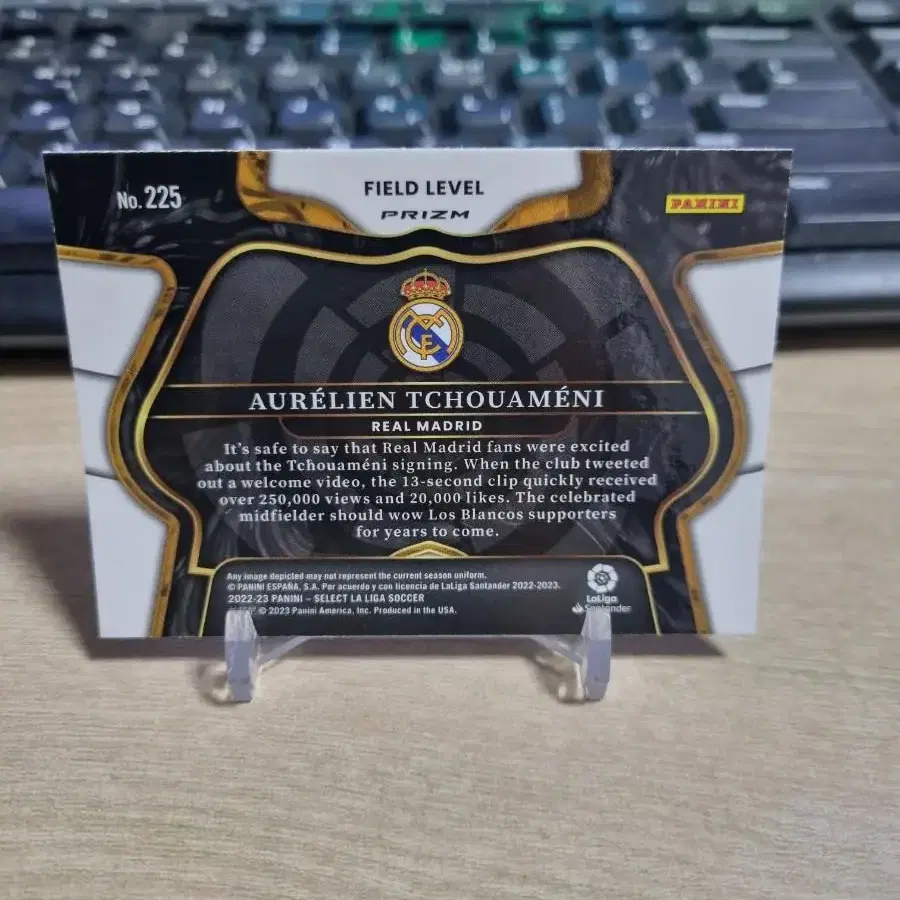 No. 225
FIELD LEVEL
PRIZM
PANINI
AURÉLIEN TCHOUAMÉNI
REAL MADRID
It's safe to say that Real Madrid fans were excited
about the Tchouaméni signing. When the club tweeted
out a welcome video, the 13-second clip quickly received
over 250,000 views and 20,000 likes. The celebrated
midfielder should wow Los Blancos supporters
for years to come.
Any image depicted may not represent the current season uniform.
© PANINI ESPAÑA, S.A. Por acuerdo y con licencia de LaLiga Santander 2022-2023.
2022-23 PANINI – SELECT LA LIGA SOCCER
© 2023 Panini America, Inc. Produced in the USA.
LaLiga
Santander